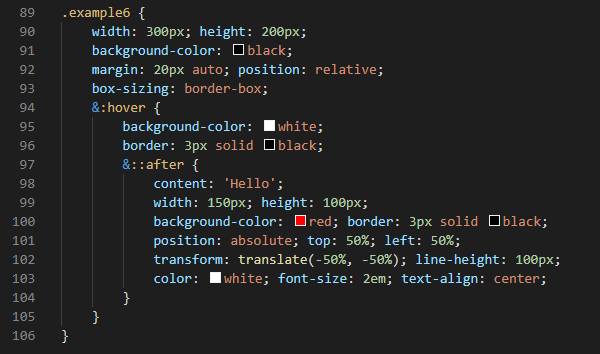 89 .example6 {
90 width: 300px; height: 200px;
91 background-color: black;
92 margin: 20px auto; position: relative;
93 box-sizing: border-box;
94 &:hover {
95 background-color: white;
96 border: 3px solid black;
97 &::after {
98 content: 'Hello';
99 width: 150px; height: 100px;
100 background-color: red; border: 3px solid black;
101 position: absolute; top: 50%; left: 50%;
102 transform: translate(-50%, -50%); line-height: 100px;
103 color: white; font-size: 2em; text-align: center;
104 }
105 }
106 }